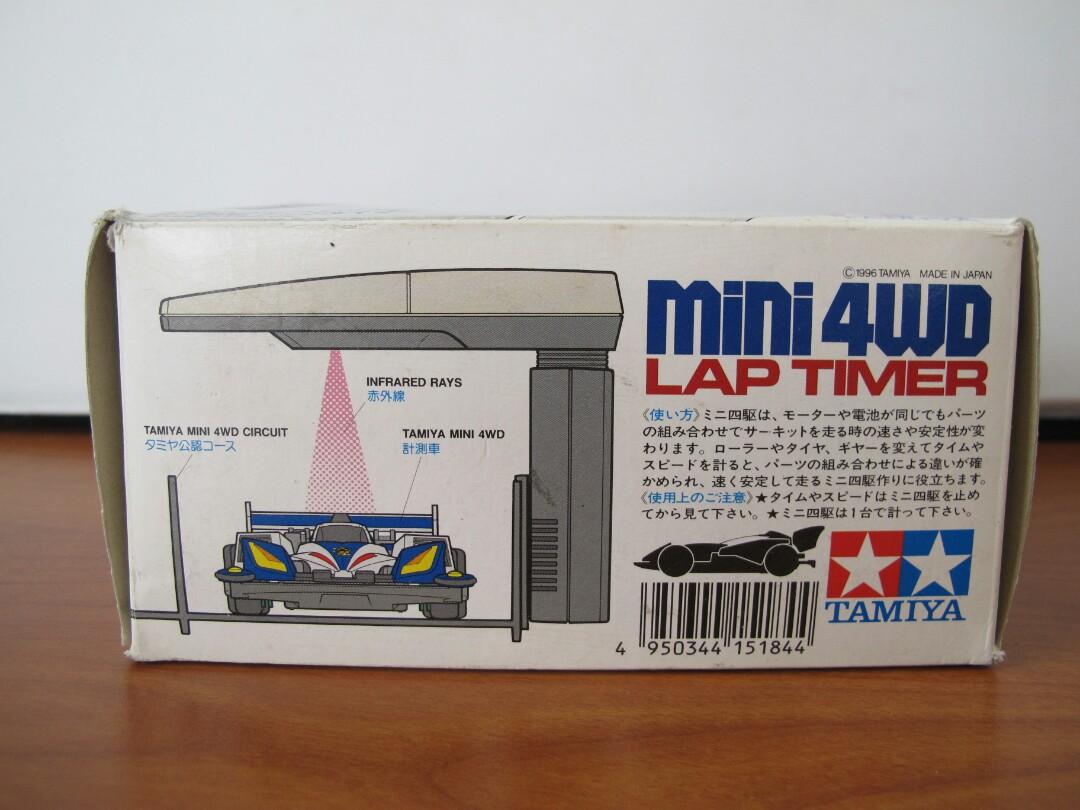 ©1996 TAMIYA MADE IN JAPAN
mini 4WD
LAP TIMER
INFRARED RAYS
赤外線
TAMIYA MINI 4WD CIRCUIT
タミヤ公認コース
TAMIYA MINI 4WD
計測車
《使い方》ミニ四駆は、モーターや電池が同じでもパーツ
の組み合わせでサーキットを走る時の速さや安定性が変
わります。ローラーやタイヤ、ギヤーを変えてタイムや
スピードを計ると、パーツの組み合わせによる違いが確
かめられ、速く安定して走るミニ四駆作りに役立ちます。
《使用上のご注意》★タイムやスピードはミニ四駆を止め
てから見て下さい。★ミニ四駆は1台で計って下さい。
TAMIYA
4 950344 151844